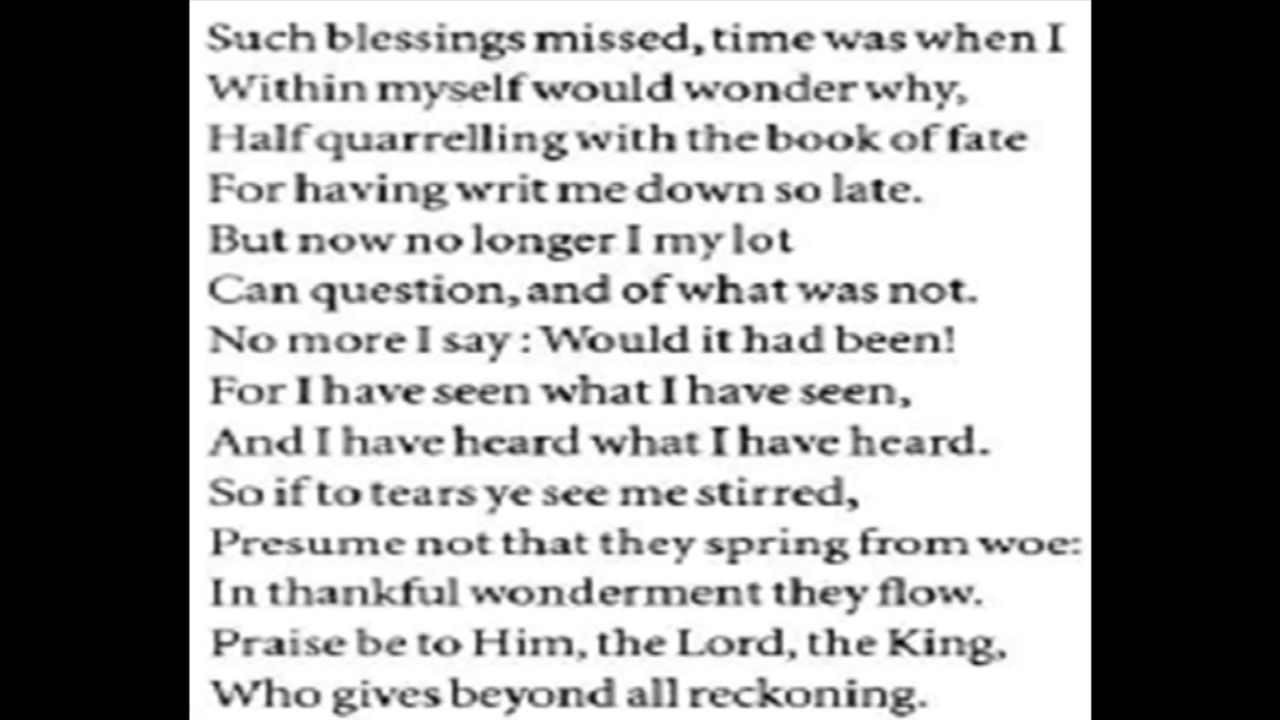 Such blessings missed, time was when I
Within myself would wonder why,
Half quarrelling with the book of fate
For having writ me down so late.
But now no longer I my lot
Can question, and of what was not.
No more I say : Would it had been!
For I have seen what I have seen,
And I have heard what I have heard.
So if to tears ye see me stirred,
Presume not that they spring from woe:
In thankful wonderment they flow.
Praise be to Him, the Lord, the King,
Who gives beyond all reckoning.